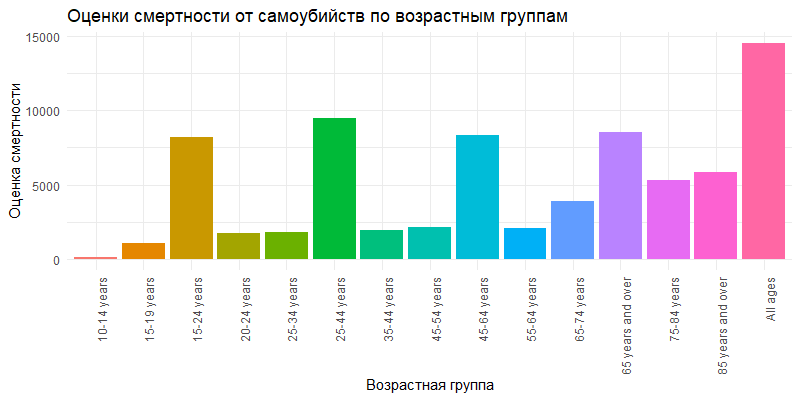 Оценки смертности от самоубийств по возрастным группам
Оценка смертности
15000
10000
5000
0
10-14 years
15-19 years
15-24 years
20-24 years
25-34 years
25-44 years
35-44 years
45-54 years
45-64 years
55-64 years
65-74 years
65 years and over
75-84 years
85 years and over
All ages
Возрастная группа